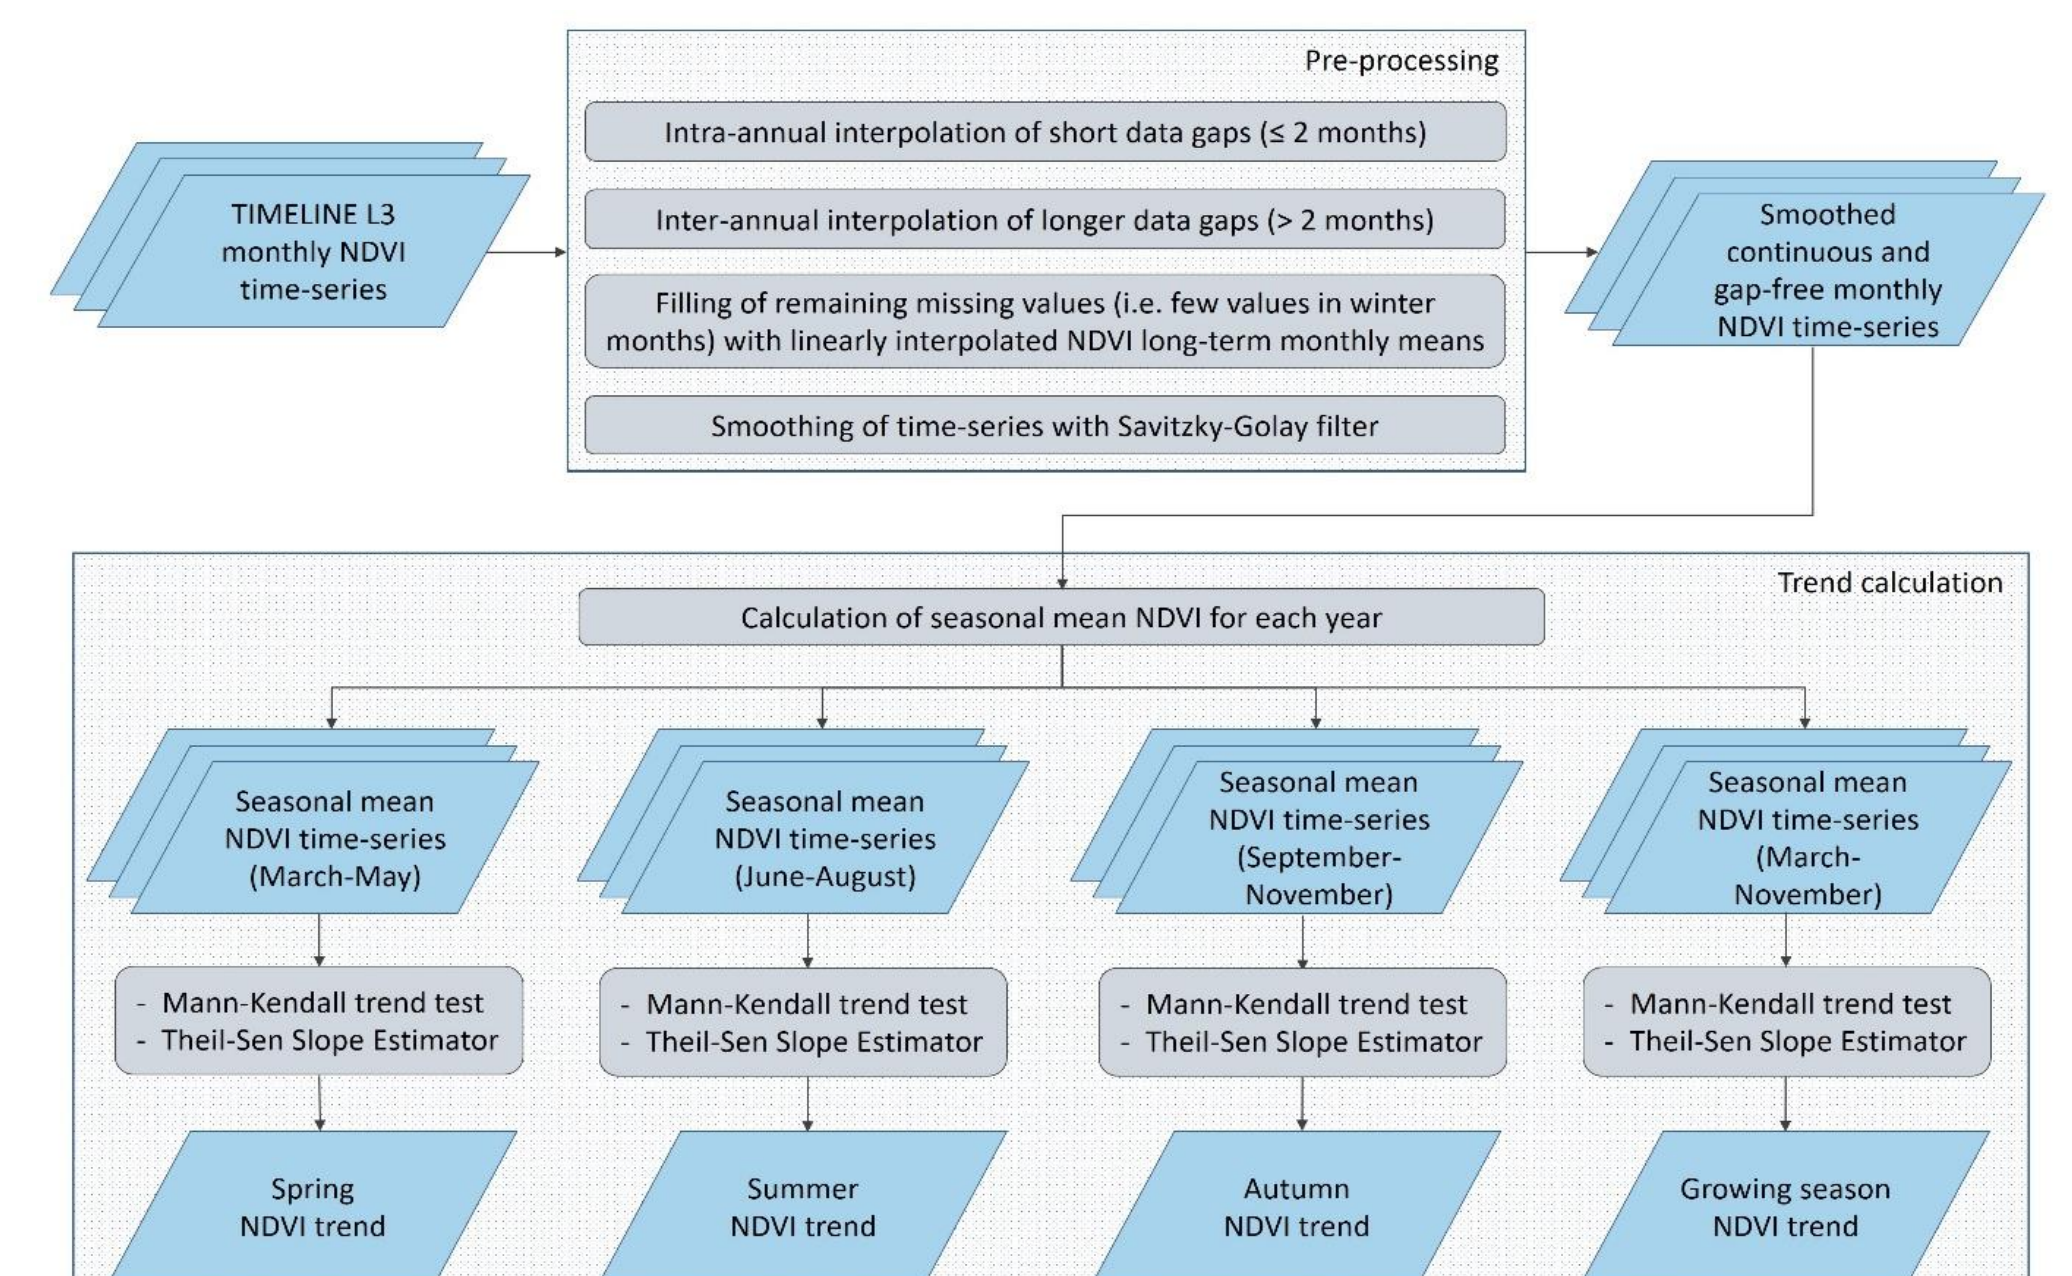 Pre-processing
TIMELINE L3
monthly NDVI
time-series
Intra-annual interpolation of short data gaps (≤ 2 months)
Inter-annual interpolation of longer data gaps (> 2 months)
Filling of remaining missing values (i.e. few values in winter
months) with linearly interpolated NDVI long-term monthly means
Smoothing of time-series with Savitzky-Golay filter
Smoothed
continuous and
gap-free monthly
NDVI time-series
Trend calculation
Calculation of seasonal mean NDVI for each year
Seasonal mean
NDVI time-series
(March-May)
Seasonal mean
NDVI time-series
(June-August)
Seasonal mean
NDVI time-series
(September-
November)
Seasonal mean
NDVI time-series
(March-
November)
- Mann-Kendall trend test
- Theil-Sen Slope Estimator
- Mann-Kendall trend test
- Theil-Sen Slope Estimator
- Mann-Kendall trend test
- Theil-Sen Slope Estimator
- Mann-Kendall trend test
- Theil-Sen Slope Estimator
Spring
NDVI trend
Summer
NDVI trend
Autumn
NDVI trend
Growing season
NDVI trend